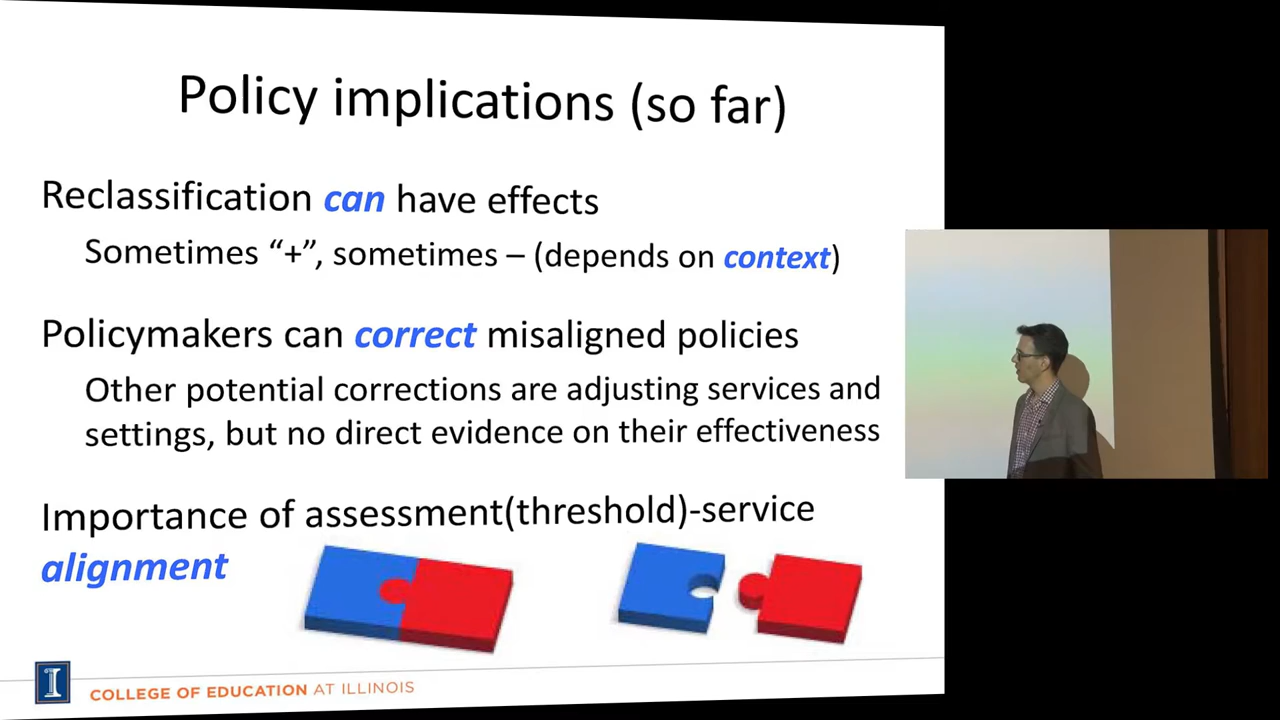 Policy implications (so far)
Reclassification can have effects
Sometimes “+”, sometimes – (depends on context)
Policymakers can correct misaligned policies
Other potential corrections are adjusting services and
settings, but no direct evidence on their effectiveness
Importance of assessment(threshold)-service
alignment
I
COLLEGE OF EDUCATION AT ILLINOIS